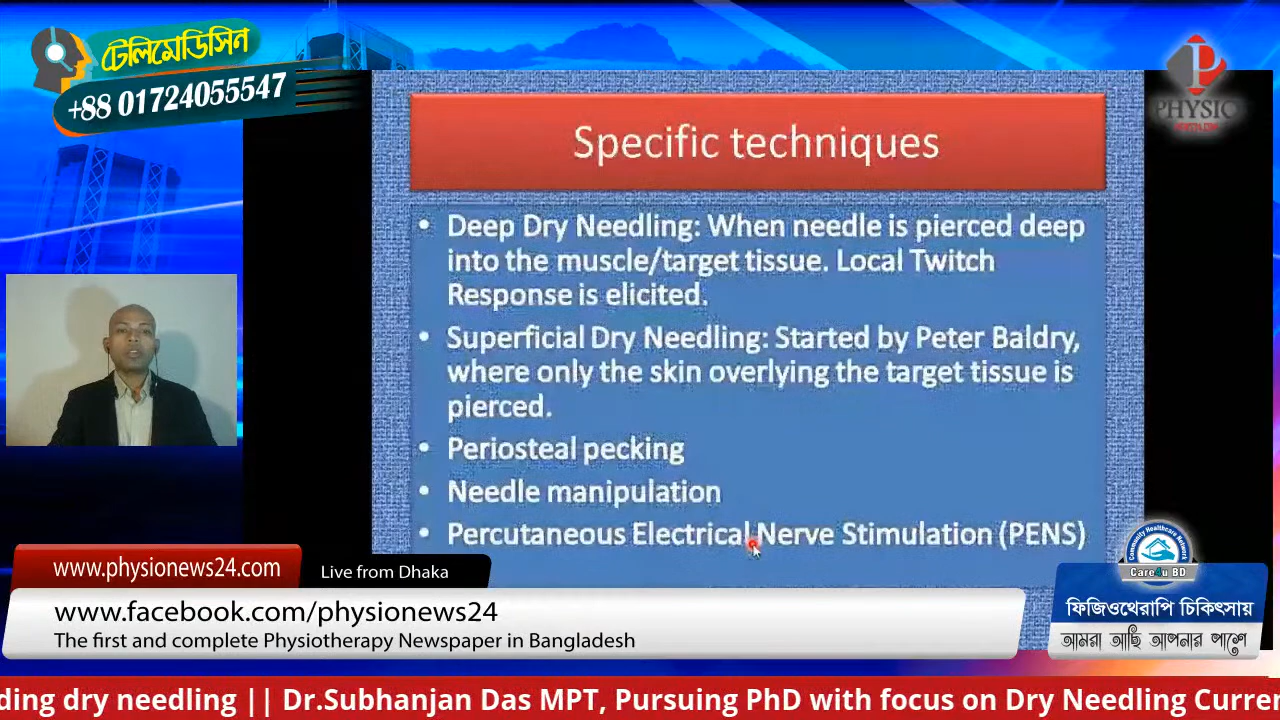 টেলিমেডিসিন
+88 01724055547
PHYSIO
Specific techniques
• Deep Dry Needling: When needle is pierced deep
into the muscle/target tissue. Local Twitch
Response is elicited.
• Superficial Dry Needling: Started by Peter Baldry,
where only the skin overlying the target tissue is
pierced.
• Periosteal pecking
• Needle manipulation
• Percutaneous Electrical Nerve Stimulation (PENS)
Community Healthcare Network
Care4u BD
www.physionews24.com
Live from Dhaka
www.facebook.com/physionews24
The first and complete Physiotherapy Newspaper in Bangladesh
ফিজিওথেরাপি চিকিৎসায়
আমরা আছি আপনার পাশে
ding dry needling || Dr.Subhanjan Das MPT, Pursuing PhD with focus on Dry Needling Curren